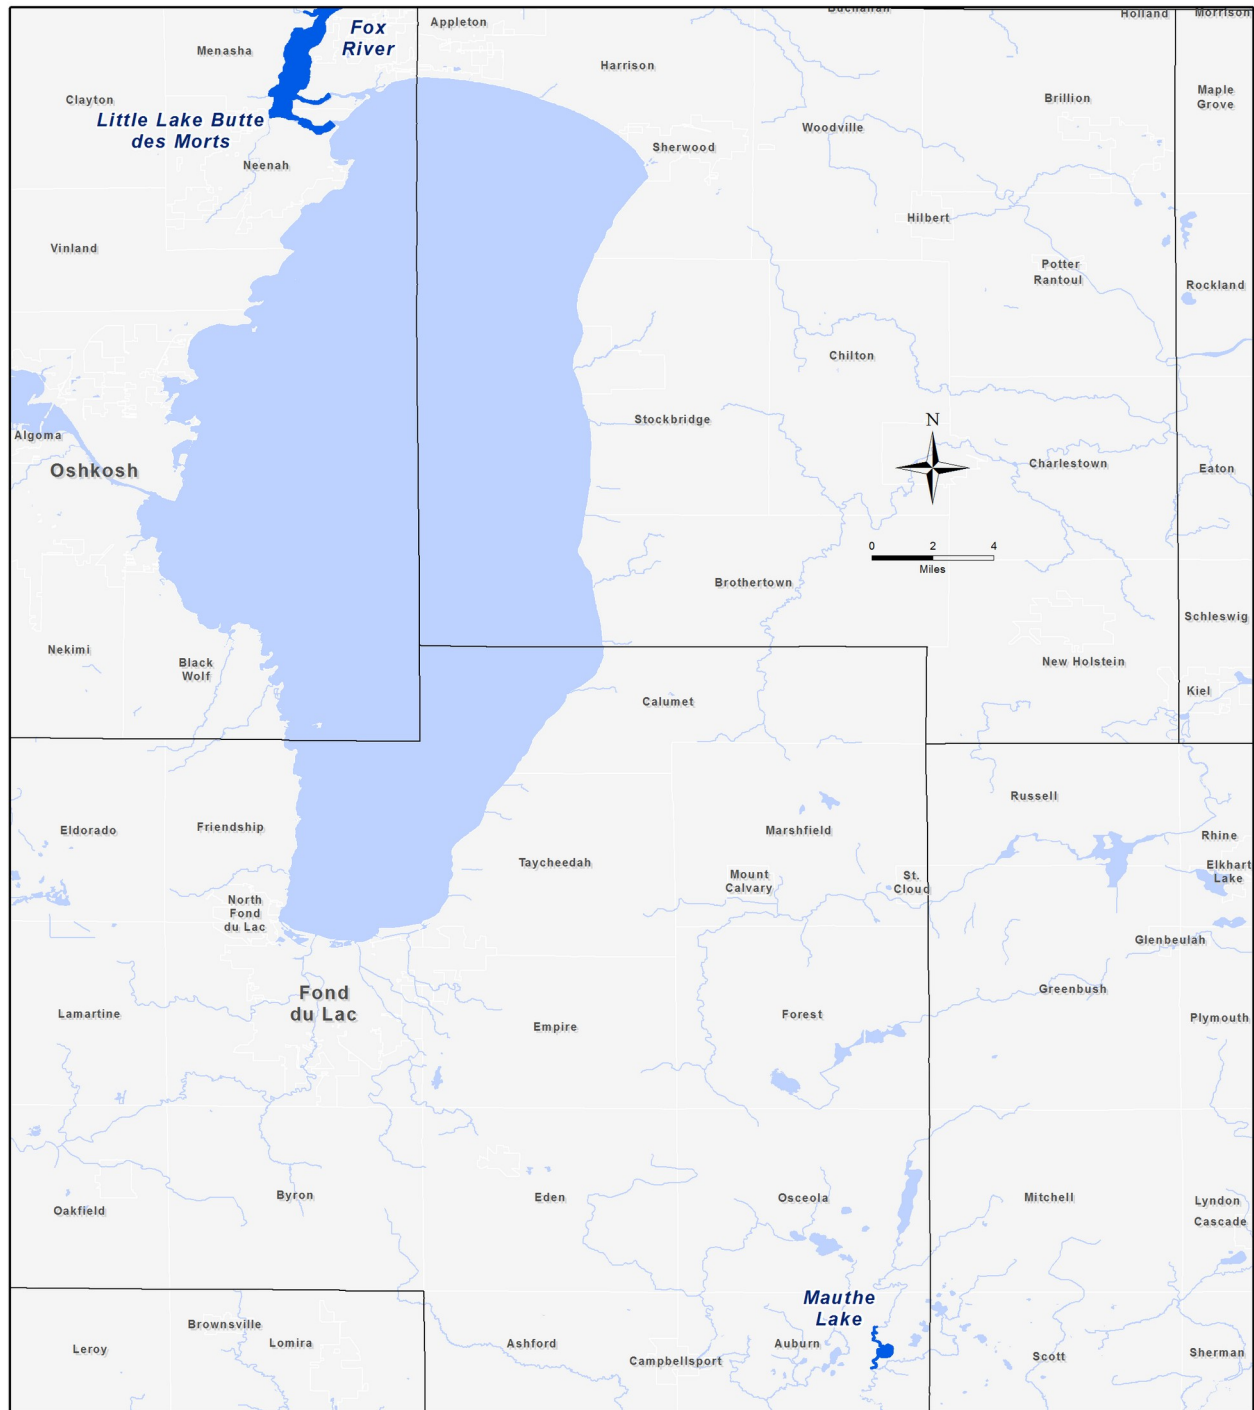 Buchanan
Holland
Morrison
Appleton
Fox
River
Menasha
Harrison
Clayton
Brillion
Maple
Grove
Little Lake Butte
des Morts
Woodville
Sherwood
Neenah
Hilbert
Vinland
Potter
Rantoul
Rockland
Chilton
Stockbridge
N
Algoma
Oshkosh
Charlestown
Eaton
0 2 4
Miles
Brothertown
Schleswig
Nekimi
Black
Wolf
New Holstein
Calumet
Kiel
Russell
Eldorado
Friendship
Marshfield
Rhine
Taycheedah
Mount
Calvary
St.
Cloud
Elkhart
Lake
North
Fond
du Lac
Glenbeulah
Fond
du Lac
Greenbush
Lamartine
Empire
Forest
Plymouth
Byron
Eden
Osceola
Mitchell
Lyndon
Oakfield
Cascade
Mauthe
Lake
Brownsville
Leroy
Lomira
Ashford
Campbellsport
Auburn
Scott
Sherman